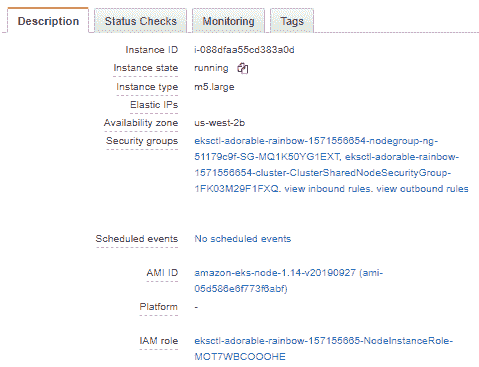 Description Status Checks Monitoring Tags
Instance ID i-088dfaa55cd383a0d
Instance state running
Instance type m5.large
Elastic IPs
Availability zone us-west-2b
Security groups eksctl-adorable-rainbow-1571556654-nodegroup-ng-
51179c9f-SG-MQ1K50YG1EXT, eksctl-adorable-rainbow-
1571556654-cluster-ClusterSharedNodeSecurityGroup-
1FK03M29F1FXQ. view inbound rules. view outbound rules
Scheduled events No scheduled events
AMI ID amazon-eks-node-1.14-v20190927 (ami-
05d586e6f773f6abf)
Platform -
IAM role eksctl-adorable-rainbow-157155665-NodeInstanceRole-
MOT7WBCOOOHE